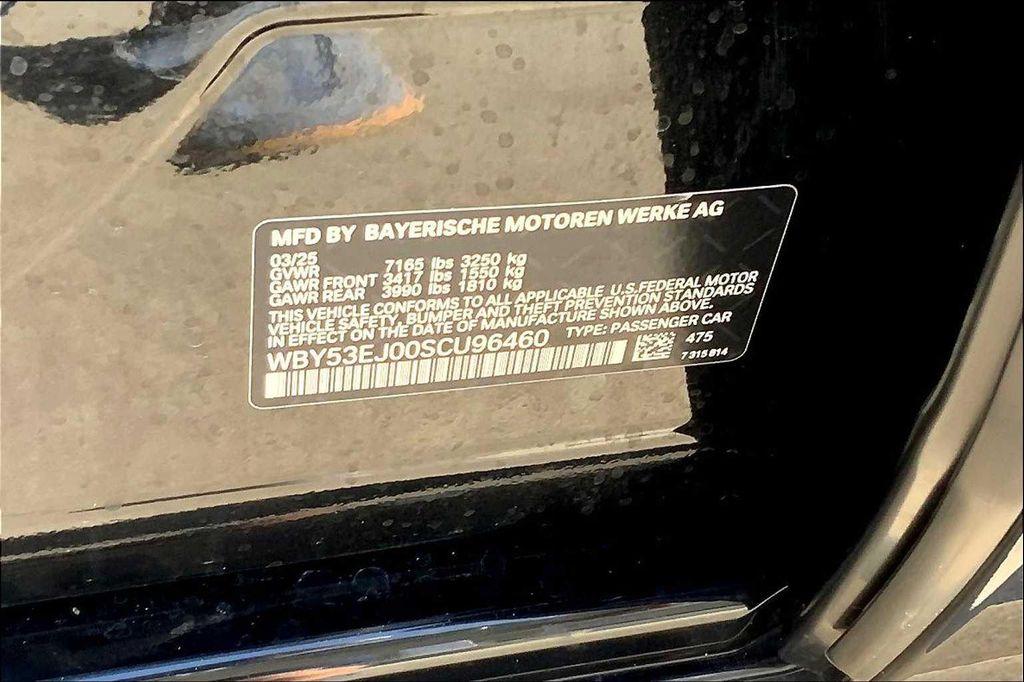 MFD BY BAYERISCHE MOTOREN WERKE AG
03/25
GVWR 7165 lbs 3250 kg
GAWR FRONT 3417 lbs 1550 kg
GAWR REAR 3990 lbs 1810 kg
THIS VEHICLE CONFORMS TO ALL APPLICABLE U.S.FEDERAL MOTOR
VEHICLE SAFETY, BUMPER AND THEFT PREVENTION STANDARDS
IN EFFECT ON THE DATE OF MANUFACTURE SHOWN ABOVE.
WBY53EJ00SCU96460 TYPE: PASSENGER CAR
475
7 315 814